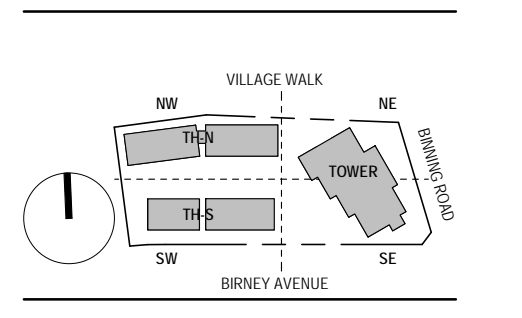 VILLAGE WALK
NW
NE
TH-N
BINNING ROAD
TOWER
TH-S
SW
SE
BIRNEY AVENUE